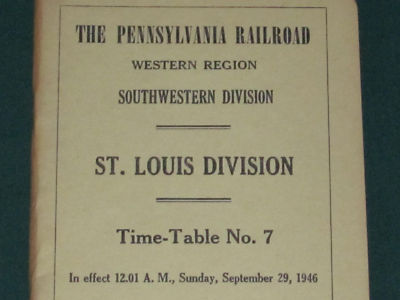 THE PENNSYLVANIA RAILROAD
WESTERN REGION
SOUTHWESTERN DIVISION
ST. LOUIS DIVISION
Time-Table No. 7
In effect 12.01 A. M., Sunday, September 29, 1946